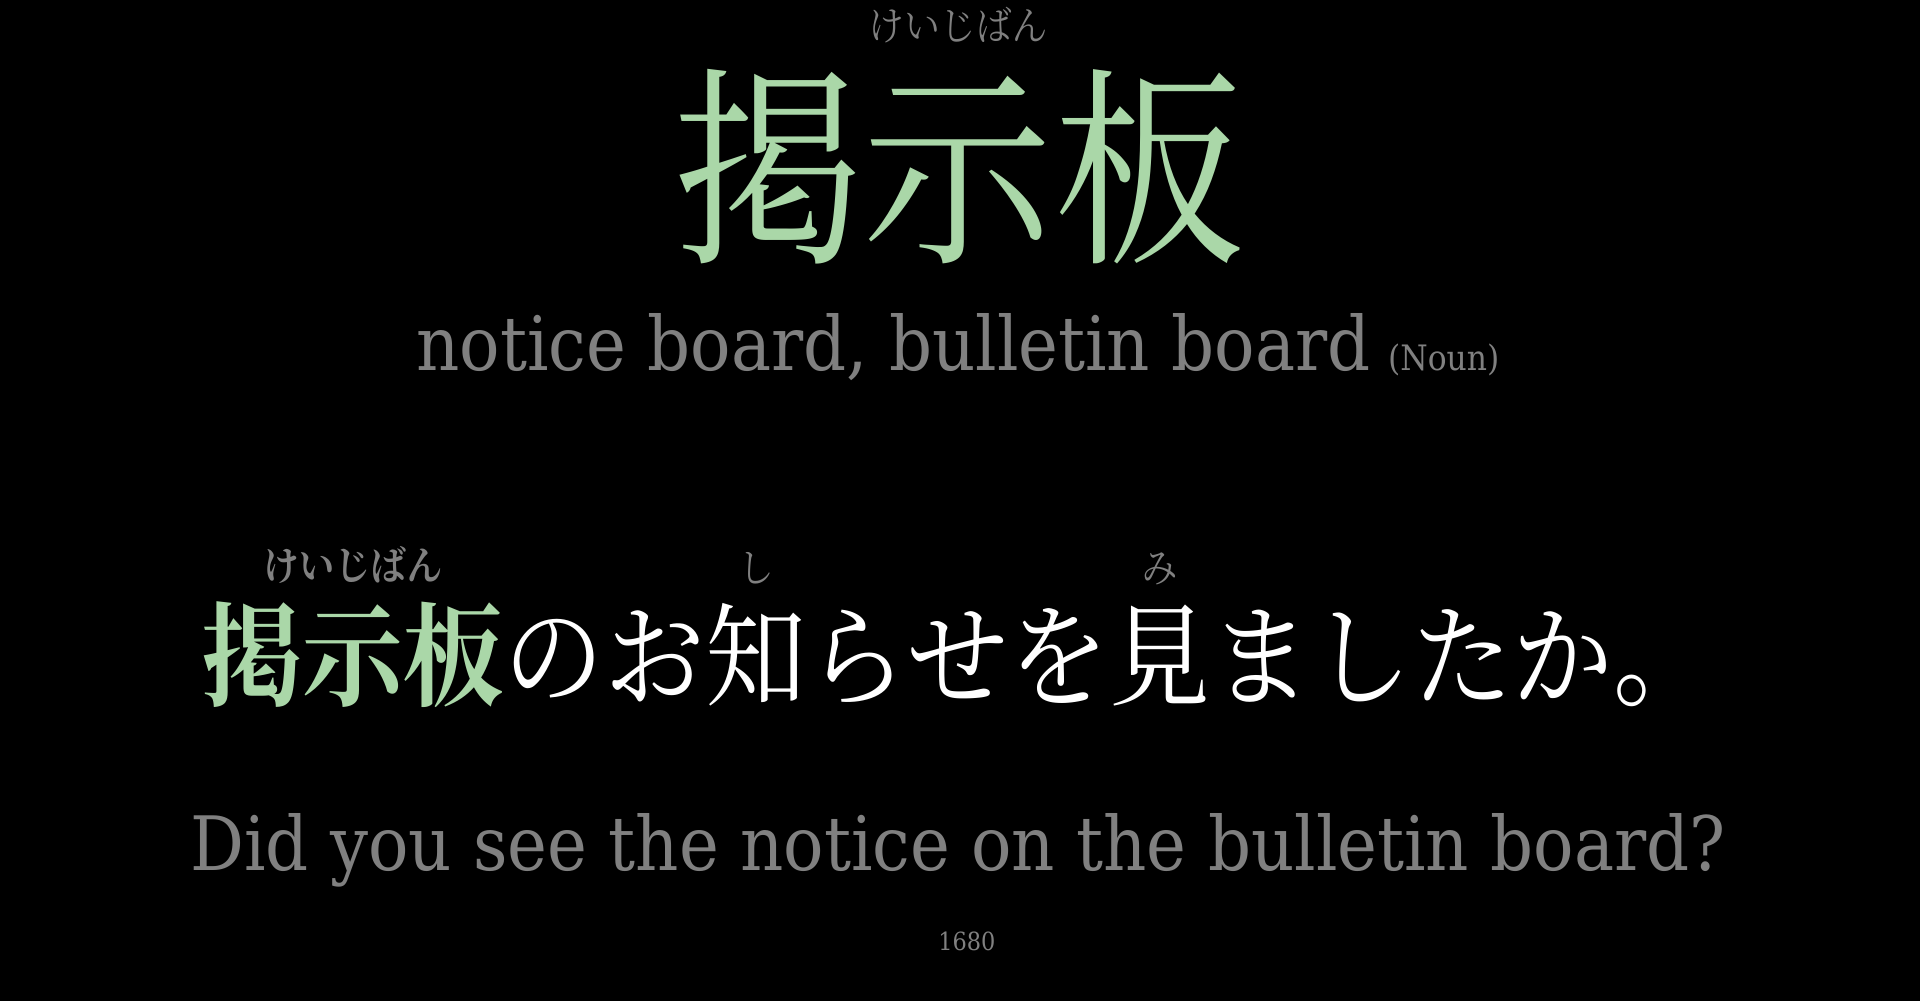 けいじばん
掲示板
notice board, bulletin board (Noun)
けいじばん し み
掲示板のお知らせを見ましたか。
Did you see the notice on the bulletin board?
1680